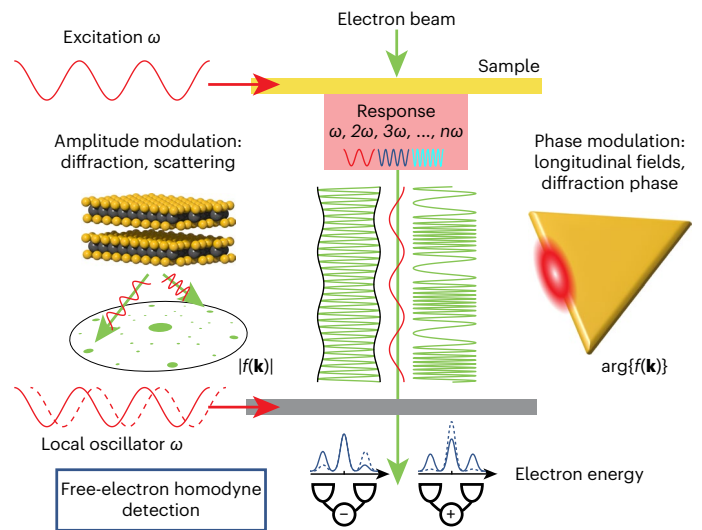 Electron beam
Excitation ω
Sample
Response
ω, 2ω, 3ω, ..., nω
Amplitude modulation:
diffraction, scattering
Phase modulation:
longitudinal fields,
diffraction phase
|f(k)|
arg{f(k)}
Local oscillator ω
Free-electron homodyne
detection
−
+
Electron energy